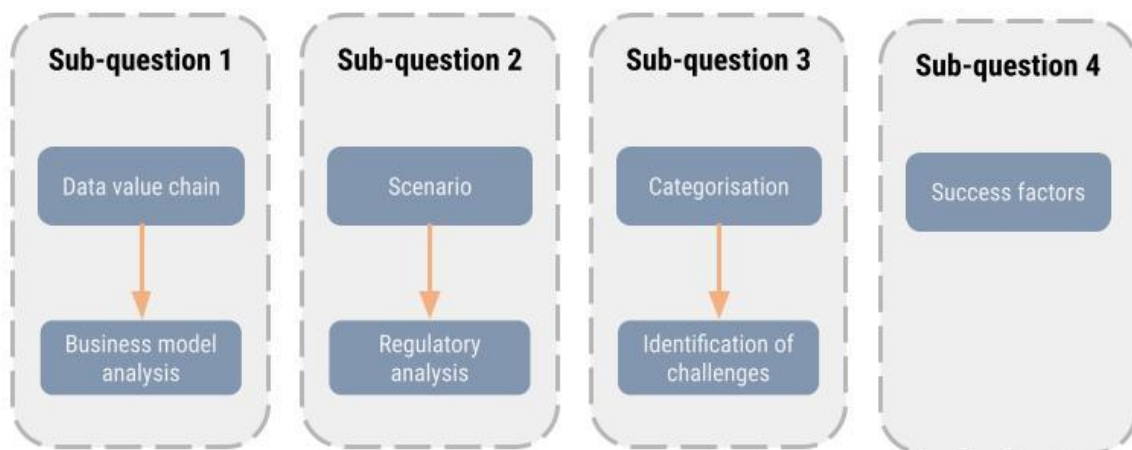 Sub-question 1
Data value chain
Business model
analysis
Sub-question 2
Scenario
Regulatory
analysis
Sub-question 3
Categorisation
Identification of
challenges
Sub-question 4
Success factors